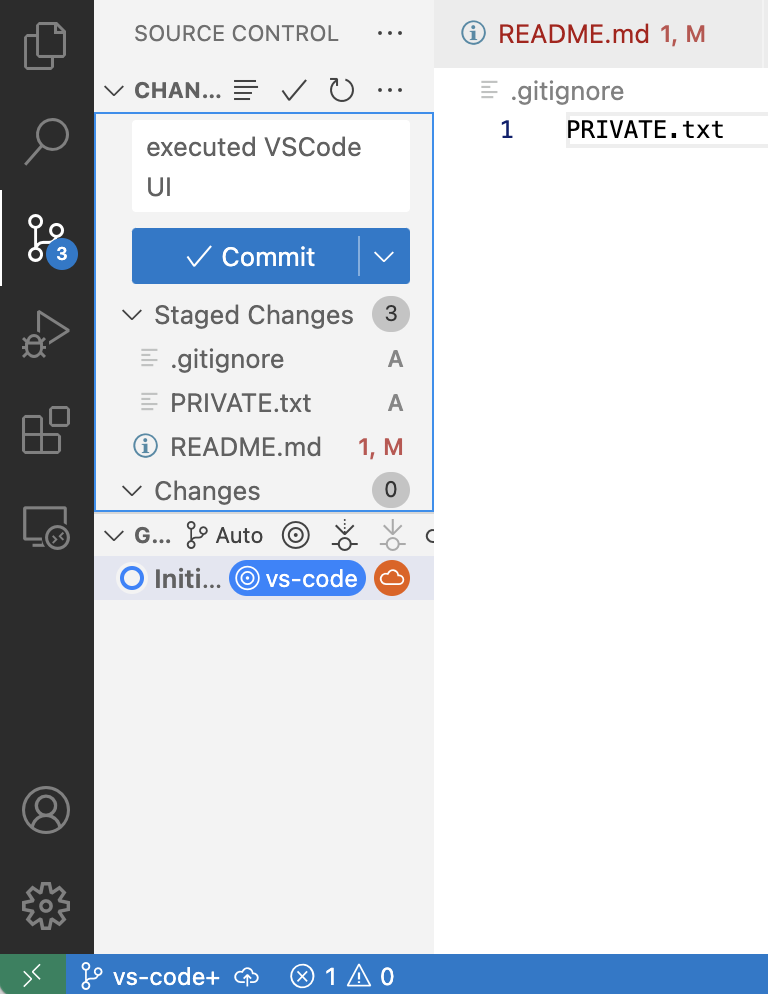 SOURCE CONTROL
CHAN...
executed VSCode
UI
Commit
Staged Changes 3
.gitignore A
PRIVATE.txt A
README.md 1, M
Changes 0
G... Auto
Initi... vs-code
3
README.md 1, M
.gitignore
1 PRIVATE.txt
vs-code+ 1 0